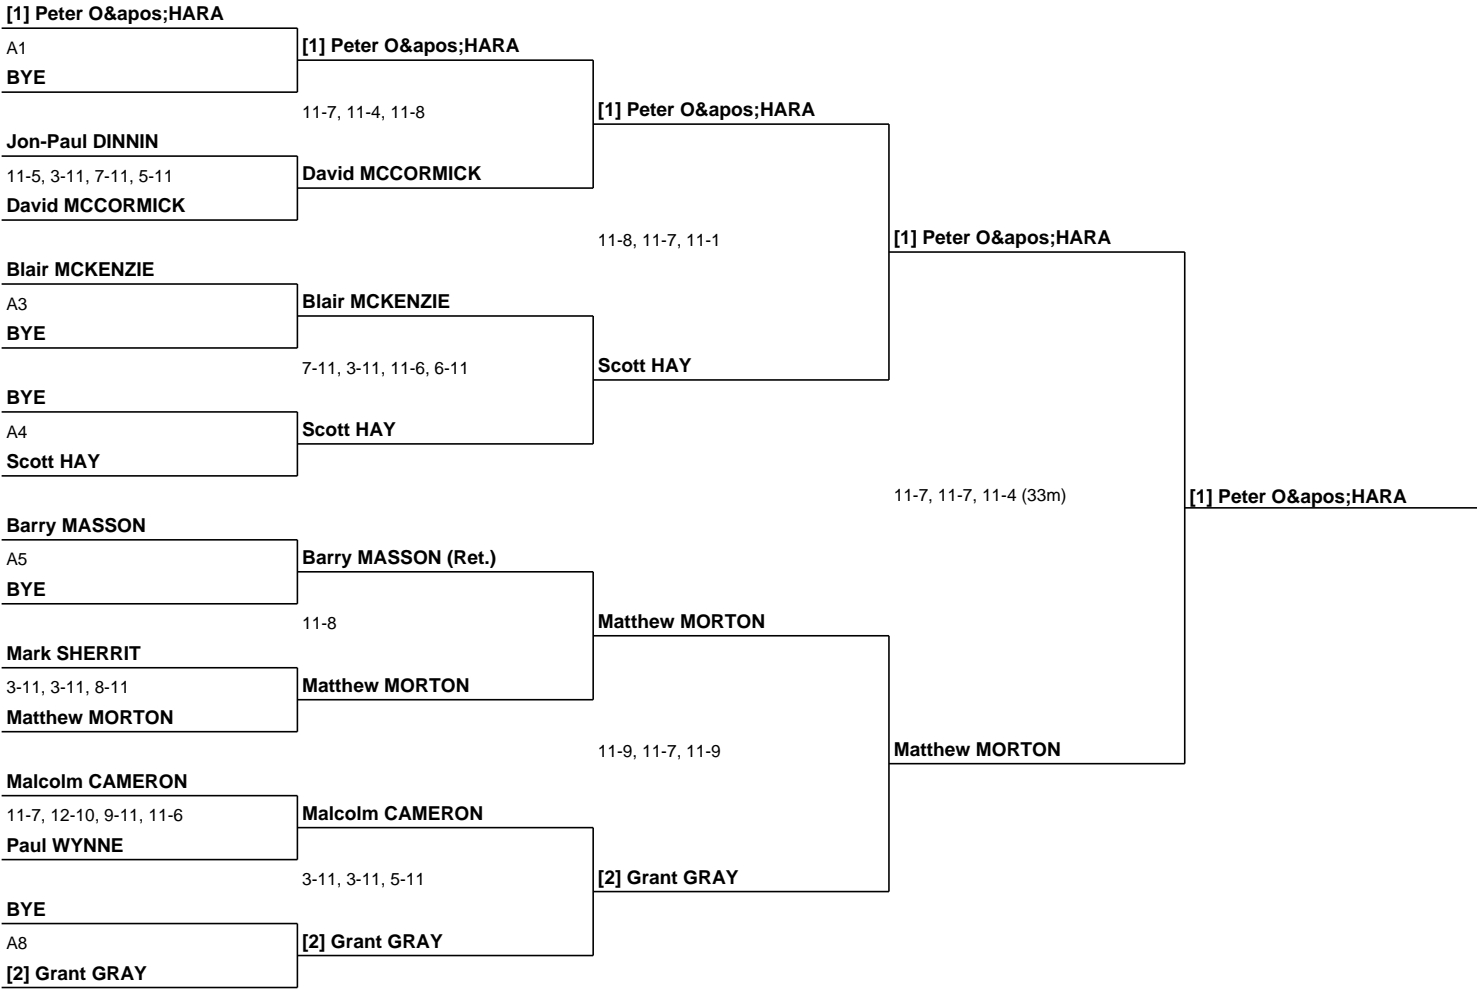 [1] Peter O&apos;HARA
A1
BYE
Jon-Paul DINNIN
11-5, 3-11, 7-11, 5-11
David MCCORMICK
Blair MCKENZIE
A3
BYE
BYE
A4
Scott HAY
Barry MASSON
A5
BYE
Mark SHERRIT
3-11, 3-11, 8-11
Matthew MORTON
Malcolm CAMERON
11-7, 12-10, 9-11, 11-6
Paul WYNNE
BYE
A8
[2] Grant GRAY
[1] Peter O&apos;HARA
11-7, 11-4, 11-8
David MCCORMICK
Blair MCKENZIE
7-11, 3-11, 11-6, 6-11
Scott HAY
Barry MASSON (Ret.)
11-8
Matthew MORTON
Malcolm CAMERON
3-11, 3-11, 5-11
[2] Grant GRAY
[1] Peter O&apos;HARA
11-8, 11-7, 11-1
Scott HAY
Matthew MORTON
11-9, 11-7, 11-9
[2] Grant GRAY
[1] Peter O&apos;HARA
11-7, 11-7, 11-4 (33m)
Matthew MORTON
[1] Peter O&apos;HARA